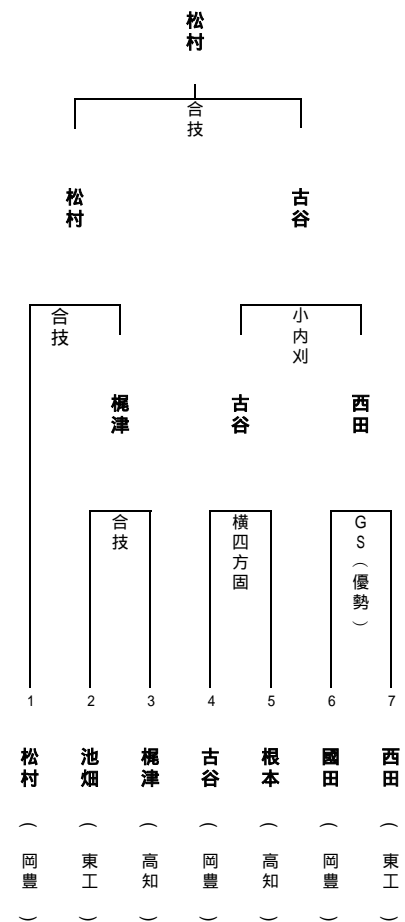 松村
合技
松村
古谷
合技
小内刈
梶津
古谷
西田
合技
横四方固
GS（優勢）
1
2
3
4
5
6
7
松村（岡豊）
池畑（東工）
梶津（高知）
古谷（岡豊）
根本（高知）
國田（岡豊）
西田（東工）